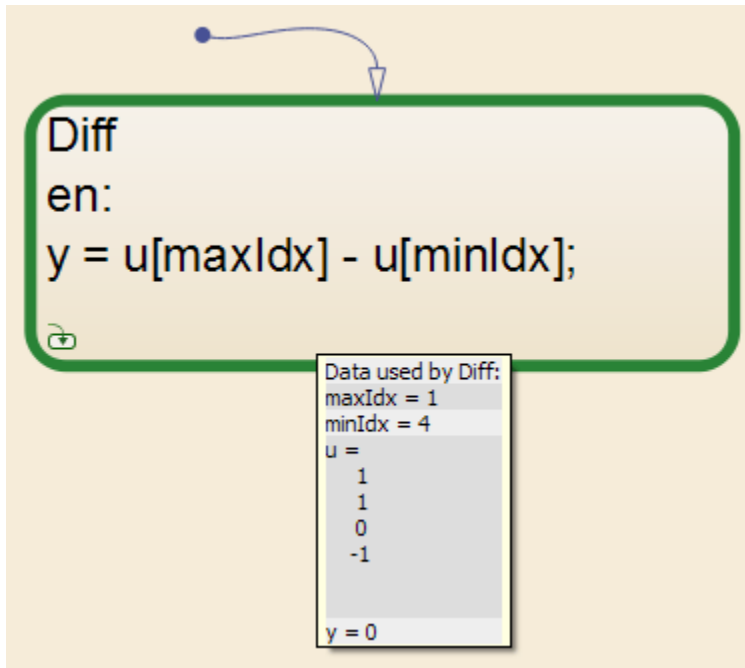 Diff
en:
y = u[maxIdx] - u[minIdx];
Data used by Diff:
maxIdx = 1
minIdx = 4
u =
1
1
0
-1
y = 0